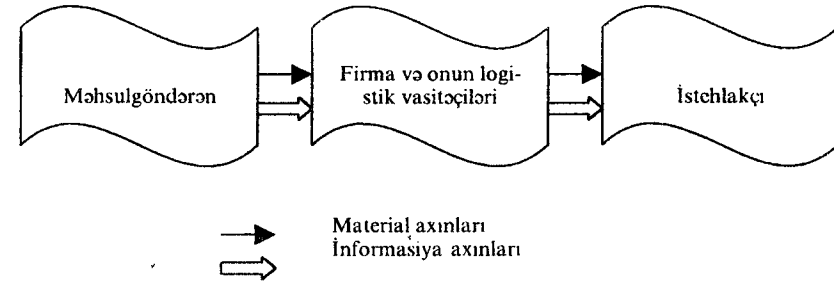 Məhsulgöndərən
Firma və onun logi-
stik vasitəçiləri
İstehlakçı
Material axınları
İnformasiya axınları